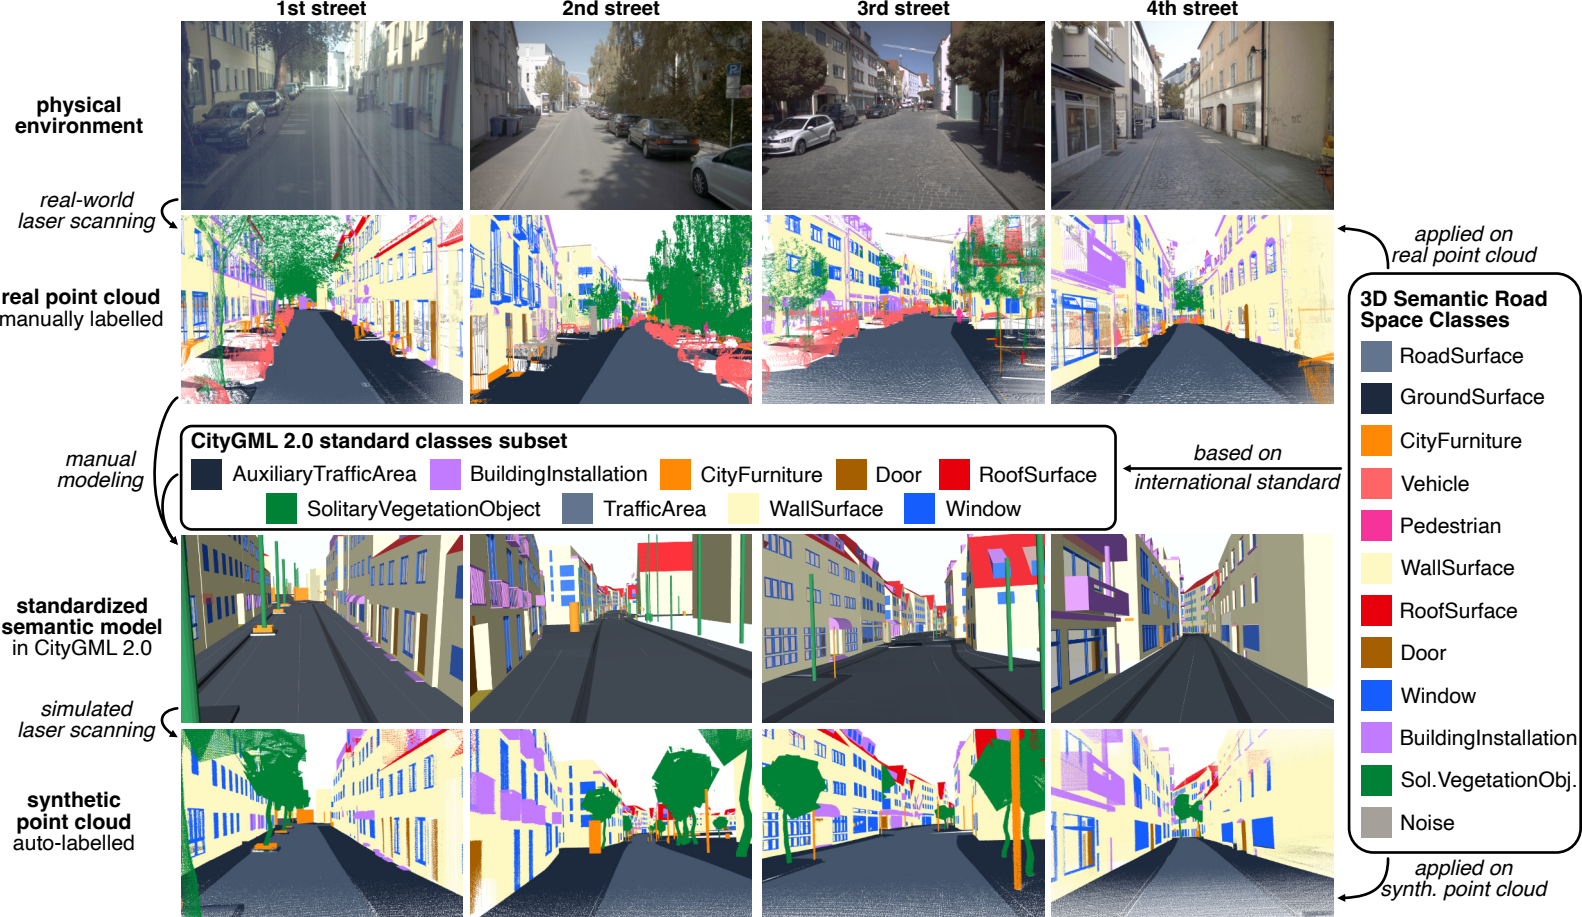 1st street
2nd street
3rd street
4th street
physical
environment
real-world
laser scanning
real point cloud
manually labelled
applied on
real point cloud
3D Semantic Road
Space Classes
RoadSurface
GroundSurface
CityFurniture
Vehicle
Pedestrian
WallSurface
RoofSurface
Door
Window
BuildingInstallation
Sol.VegetationObj.
Noise
manual
modeling
CityGML 2.0 standard classes subset
AuxiliaryTrafficArea
BuildingInstallation
CityFurniture
Door
RoofSurface
SolitaryVegetationObject
TrafficArea
WallSurface
Window
based on
international standard
standardized
semantic model
in CityGML 2.0
simulated
laser scanning
synthetic
point cloud
auto-labelled
applied on
synth. point cloud